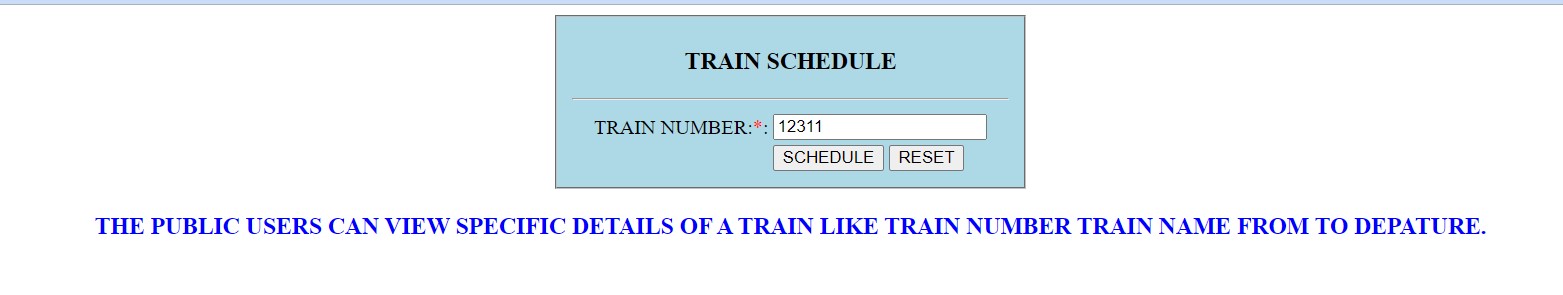 TRAIN SCHEDULE
TRAIN NUMBER:*: 12311
SCHEDULE RESET
THE PUBLIC USERS CAN VIEW SPECIFIC DETAILS OF A TRAIN LIKE TRAIN NUMBER TRAIN NAME FROM TO DEPATURE.